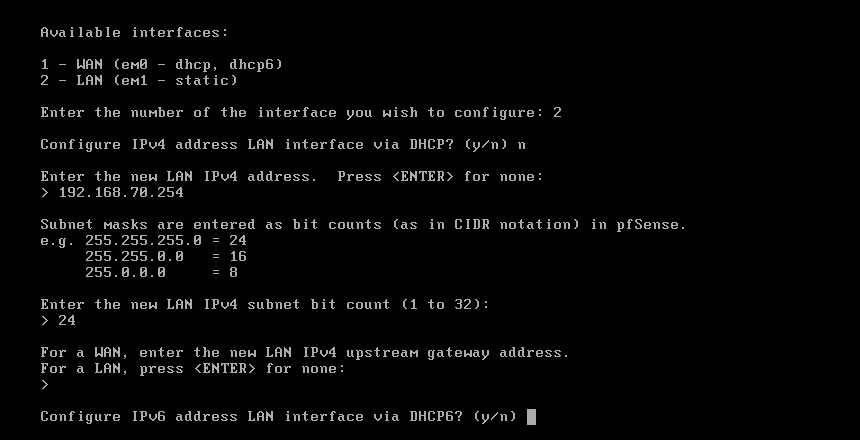 Available interfaces:
1 - WAN (em0 - dhcp, dhcp6)
2 - LAN (em1 - static)
Enter the number of the interface you wish to configure: 2
Configure IPv4 address LAN interface via DHCP? (y/n) n
Enter the new LAN IPv4 address.  Press <ENTER> for none:
> 192.168.70.254
Subnet masks are entered as bit counts (as in CIDR notation) in pfSense.
e.g. 255.255.255.0 = 24
     255.255.0.0   = 16
     255.0.0.0     = 8
Enter the new LAN IPv4 subnet bit count (1 to 32):
> 24
For a WAN, enter the new LAN IPv4 upstream gateway address.
For a LAN, press <ENTER> for none:
>
Configure IPv6 address LAN interface via DHCP6? (y/n)